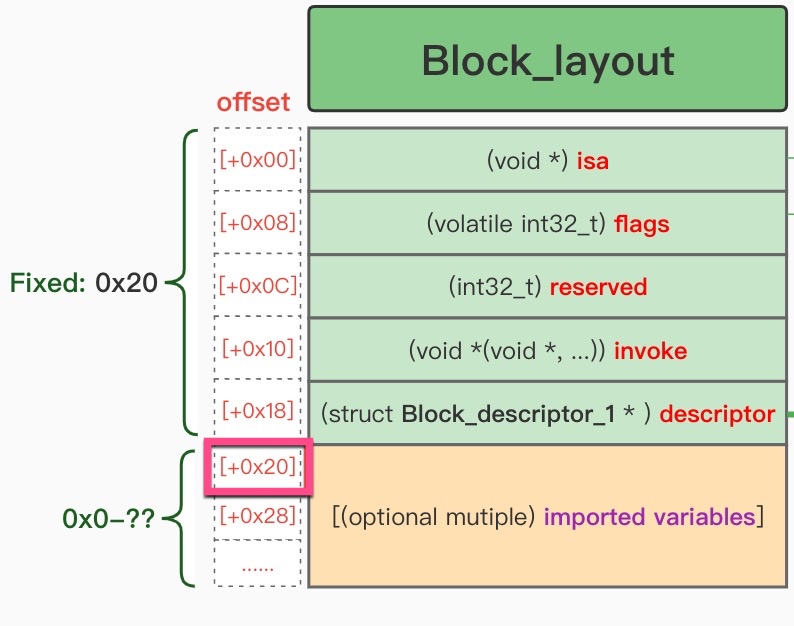 Block_layout
offset
[+0x00]
(void *) isa
[+0x08]
(volatile int32_t) flags
Fixed: 0x20
[+0x0C]
(int32_t) reserved
[+0x10]
(void *(void *, ...)) invoke
[+0x18]
(struct Block_descriptor_1 * ) descriptor
[+0x20]
0x0-??
[+0x28]
[(optional mutiple) imported variables]
......